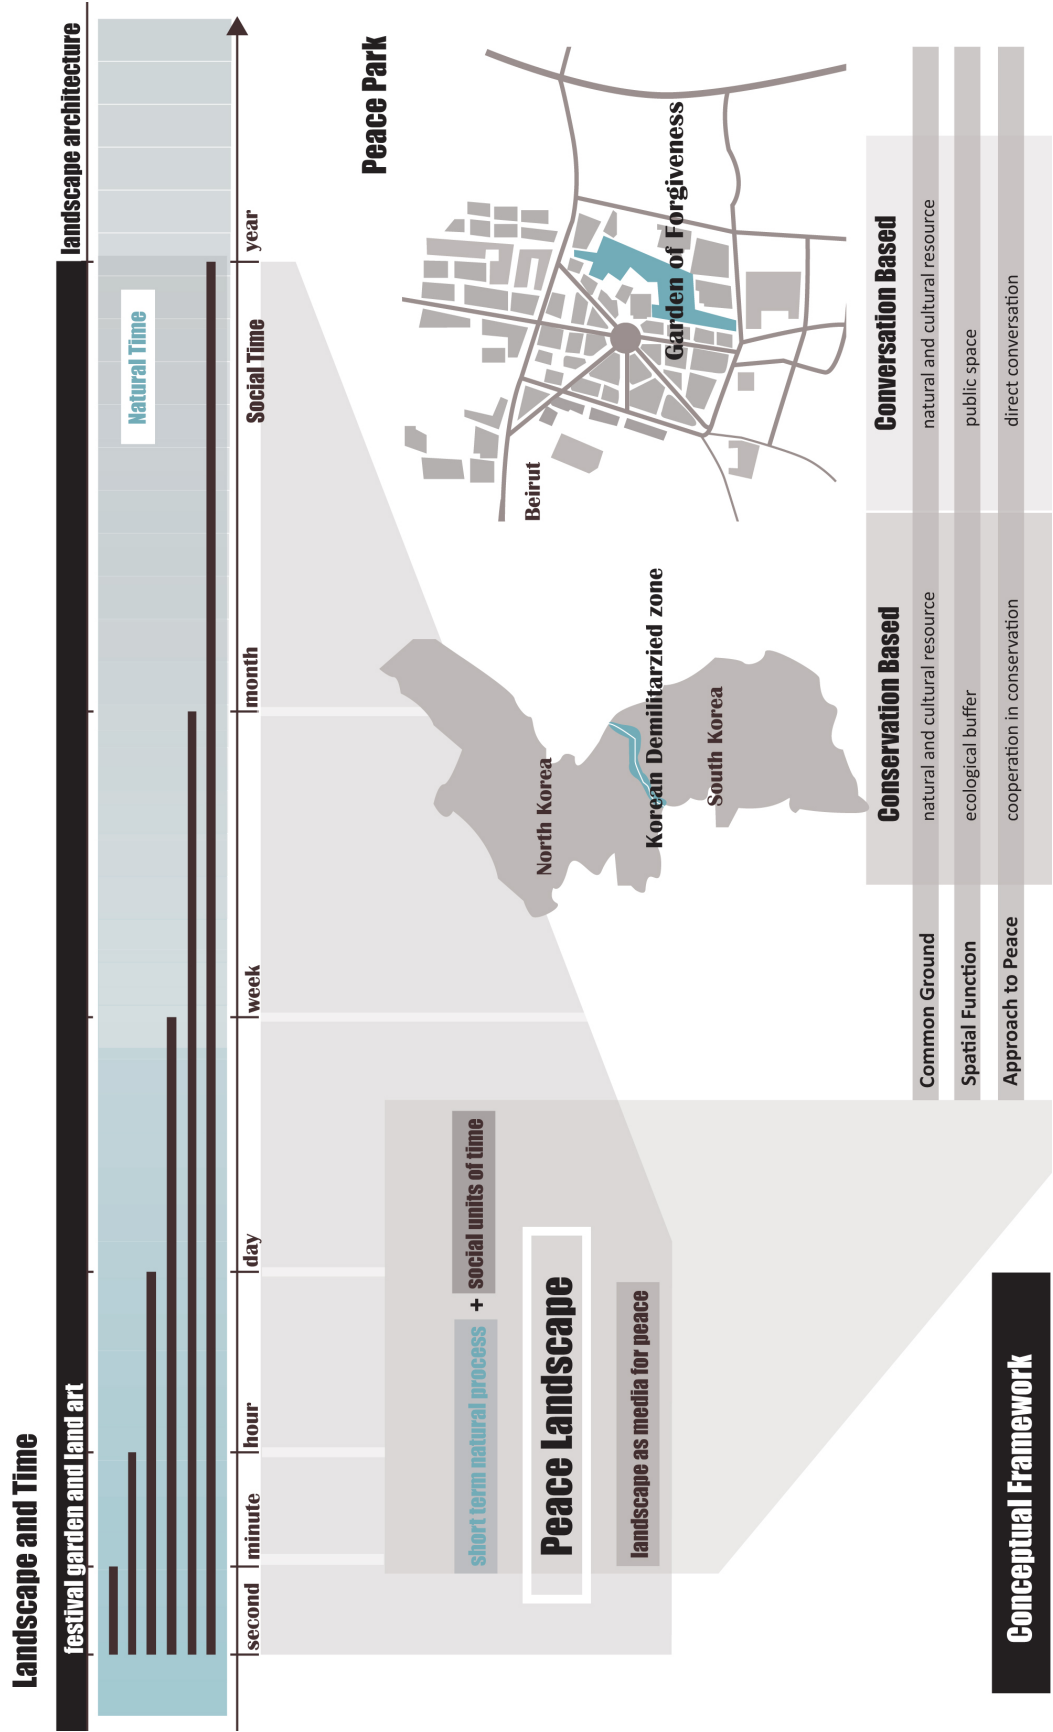 Landscape and Time
festival garden and land art
landscape architecture
Natural Time
second
minute
hour
day
week
month
year
Social Time
Peace Park
short term natural process + social units of time
Peace Landscape
landscape as media for peace
North Korea
Korean Demilitarzied zone
South Korea
Beirut
Garden of Forgiveness
Conservation Based
Conversation Based
Common Ground
natural and cultural resource
natural and cultural resource
Spatial Function
ecological buffer
public space
Approach to Peace
cooperation in conservation
direct conversation
Conceptual Framework